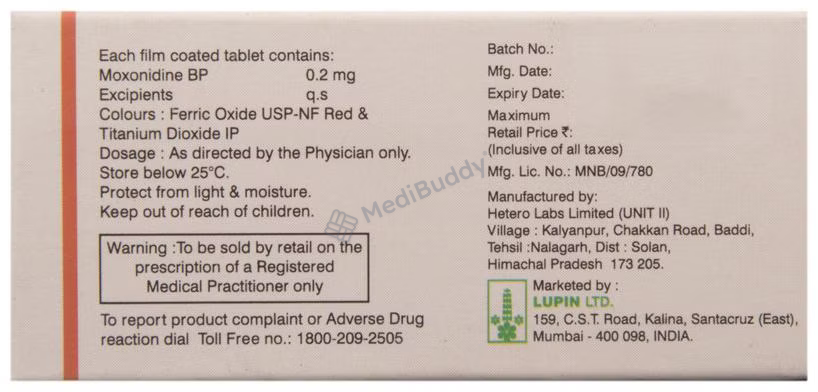 Each film coated tablet contains:
Moxonidine BP 0.2 mg
Excipients q.s
Colours : Ferric Oxide USP-NF Red &
Titanium Dioxide IP
Dosage : As directed by the Physician only.
Store below 25°C.
Protect from light & moisture.
Keep out of reach of children.
Warning :To be sold by retail on the
prescription of a Registered
Medical Practitioner only
To report product complaint or Adverse Drug
reaction dial Toll Free no.: 1800-209-2505
Batch No.:
Mfg. Date:
Expiry Date:
Maximum
Retail Price ₹:
(Inclusive of all taxes)
Mfg. Lic. No.: MNB/09/780
Manufactured by:
Hetero Labs Limited (UNIT II)
Village : Kalyanpur, Chakkan Road, Baddi,
Tehsil :Nalagarh, Dist : Solan,
Himachal Pradesh 173 205.
Marketed by :
LUPIN LTD.
159, C.S.T. Road, Kalina, Santacruz (East),
Mumbai - 400 098, INDIA.
MediBuddy